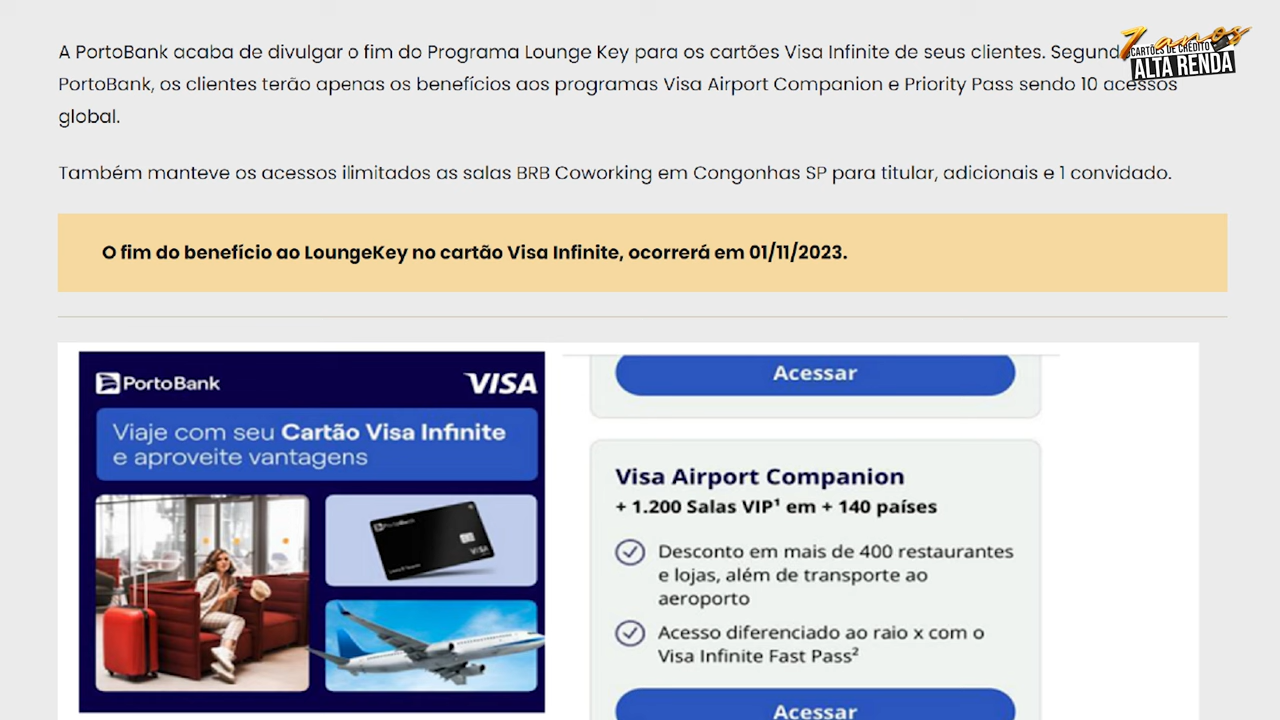 A PortoBank acaba de divulgar o fim do Programa Lounge Key para os cartões Visa Infinite de seus clientes. Segund
PortoBank, os clientes terão apenas os benefícios aos programas Visa Airport Companion e Priority Pass sendo 10 acessos
global.
7 anos
CARTÕES DE CRÉDITO
ALTA RENDA
Também manteve os acessos ilimitados as salas BRB Coworking em Congonhas SP para titular, adicionais e 1 convidado.
O fim do benefício ao LoungeKey no cartão Visa Infinite, ocorrerá em 01/11/2023.
PortoBank
VISA
Viaje com seu Cartão Visa Infinite
e aproveite vantagens
PortoBank
VISA
Acessar
Visa Airport Companion
+ 1.200 Salas VIP¹ em + 140 países
Desconto em mais de 400 restaurantes
e lojas, além de transporte ao
aeroporto
Acesso diferenciado ao raio x com o
Visa Infinite Fast Pass²
Acessar